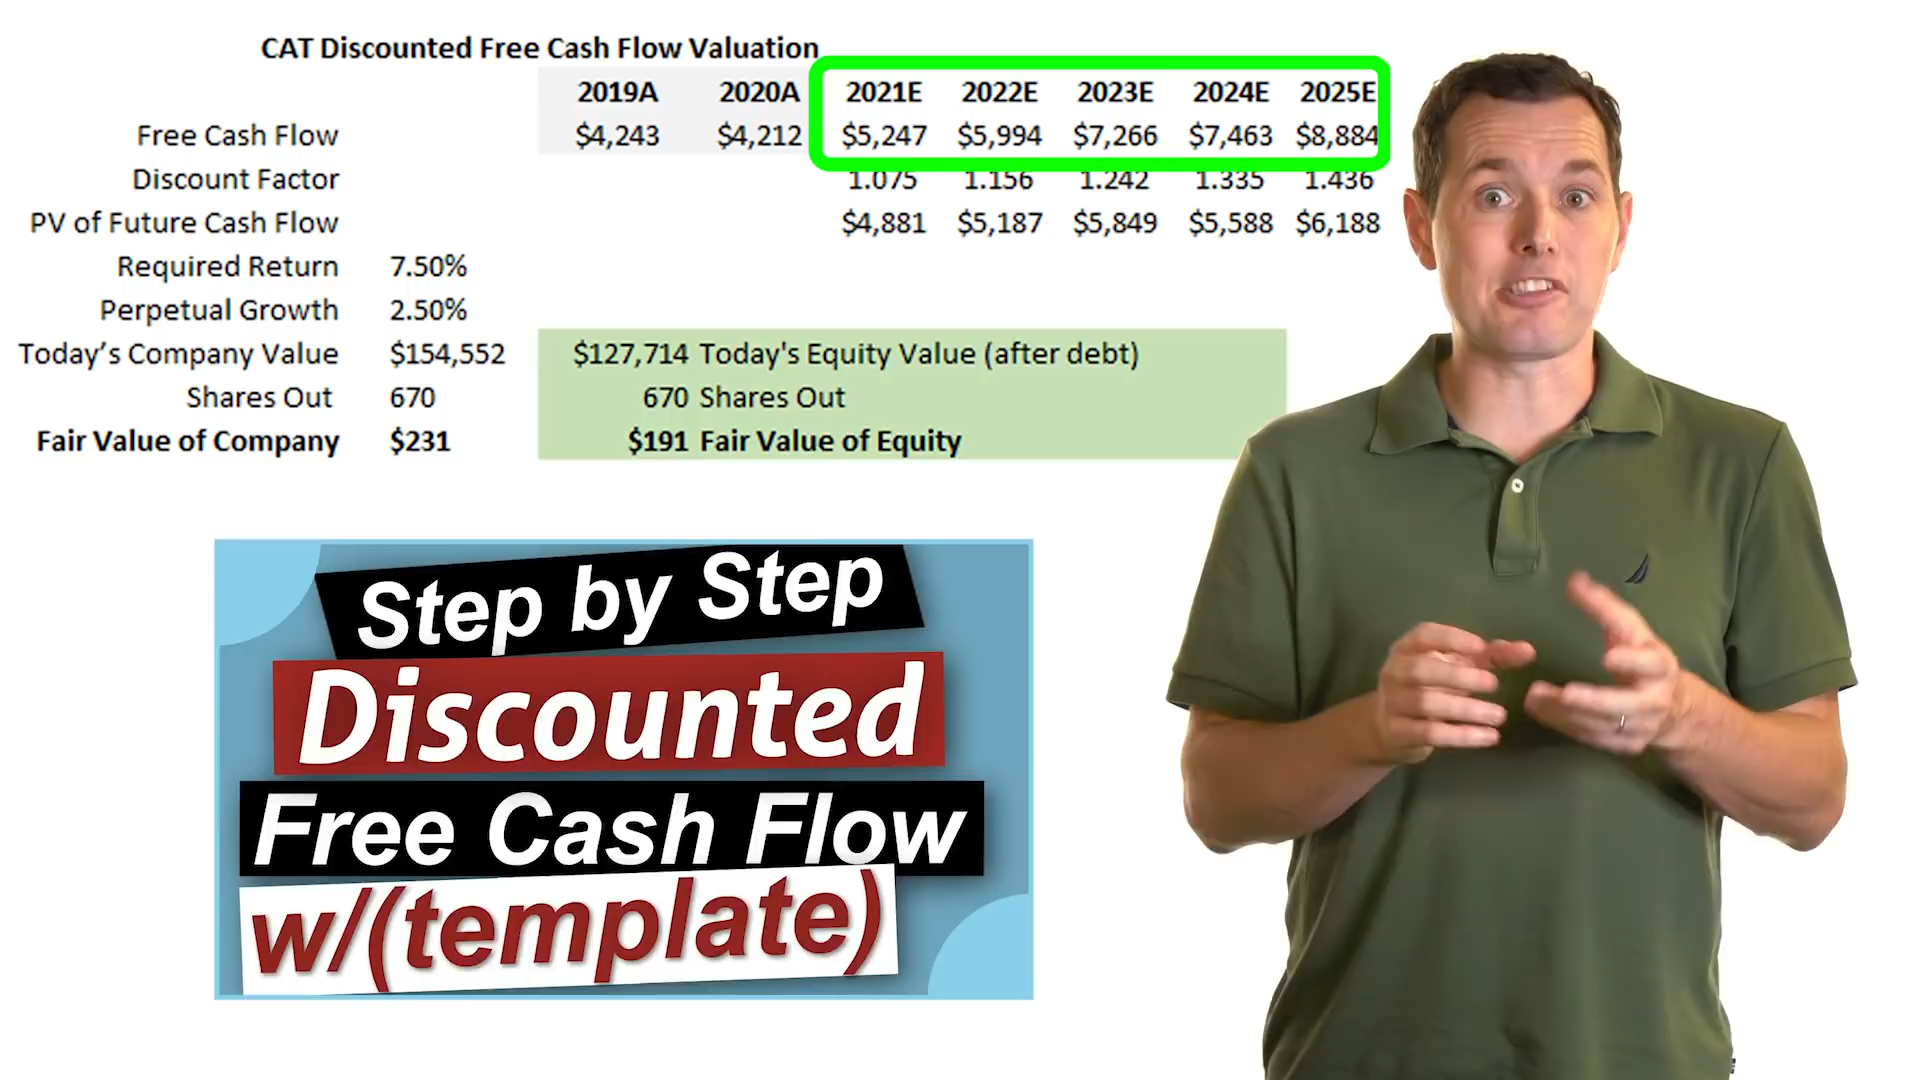 CAT Discounted Free Cash Flow Valuation
2019A 2020A 2021E 2022E 2023E 2024E 2025E
Free Cash Flow $4,243 $4,212 $5,247 $5,994 $7,266 $7,463 $8,884
Discount Factor 1.075 1.156 1.242 1.335 1.436
PV of Future Cash Flow $4,881 $5,187 $5,849 $5,588 $6,188
Required Return 7.50%
Perpetual Growth 2.50%
Today's Company Value $154,552 $127,714 Today's Equity Value (after debt)
Shares Out 670 670 Shares Out
Fair Value of Company $231 $191 Fair Value of Equity
Step by Step
Discounted
Free Cash Flow
w/(template)